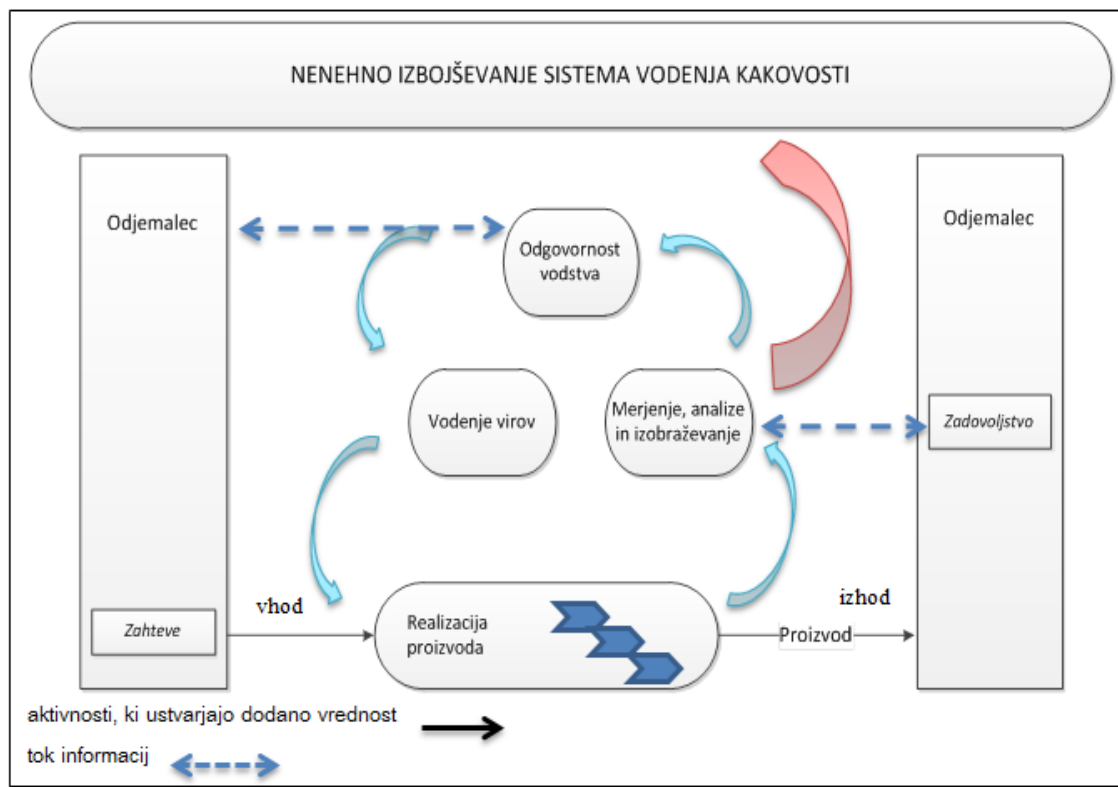 NENEHNO IZBOJŠEVANJE SISTEMA VODENJA KAKOVOSTI
Odjemalec
Odgovornost
vodstva
Odjemalec
Vodenje virov
Merjenje, analize
in izobraževanje
Zadovoljstvo
Zahteve
vhod
Realizacija
proizvoda
izhod
Proizvod
aktivnosti, ki ustvarjajo dodano vrednost
tok informacij